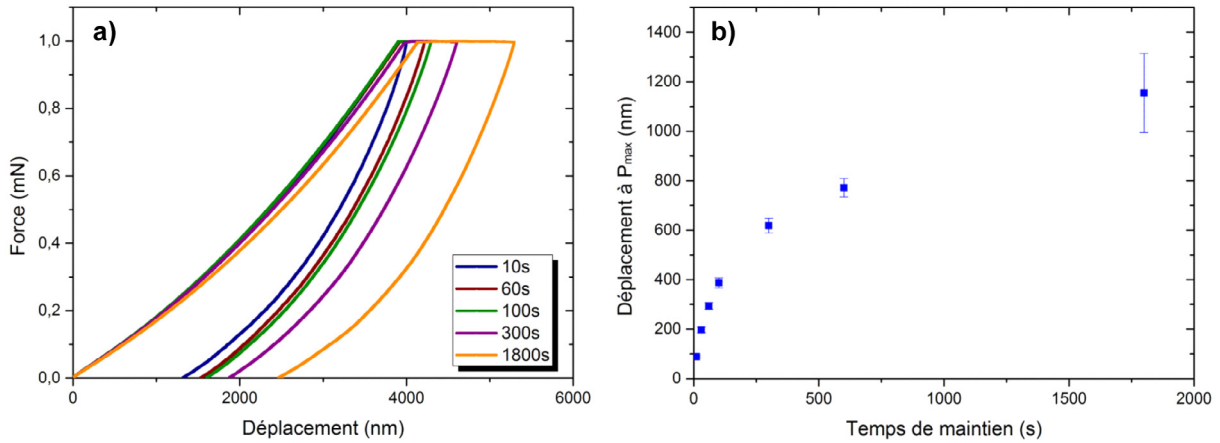 a)
Force (mN)
1,0
0,8
0,6
0,4
0,2
0,0
0
2000
4000
6000
Déplacement (nm)
10s
60s
100s
300s
1800s
b)
Déplacement à Pmax (nm)
1400
1200
1000
800
600
400
200
0
0
500
1000
1500
2000
Temps de maintien (s)